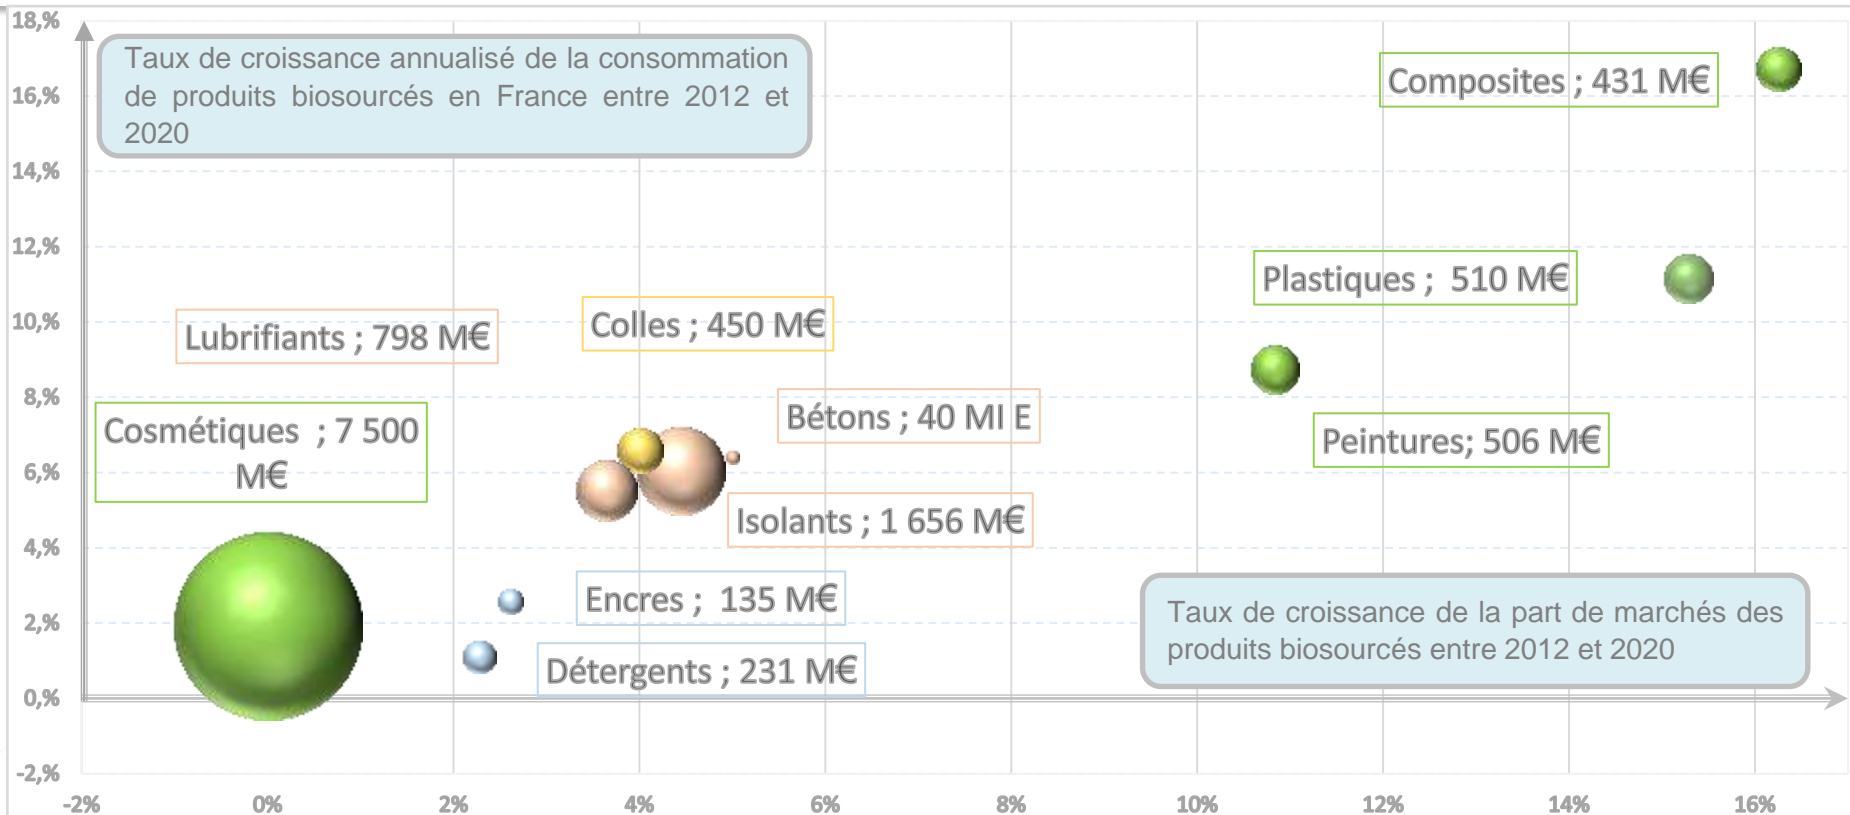 18,%
16,%
14,%
12,%
10,%
8,%
6,%
4,%
2,%
0,%
-2,%
Taux de croissance annualisé de la consommation
de produits biosourcés en France entre 2012 et
2020
Composites ; 431 M€
Plastiques ;  510 M€
Lubrifiants ; 798 M€
Colles ; 450 M€
Bétons ; 40 MI E
Cosmétiques  ; 7 500
M€
Peintures; 506 M€
Isolants ; 1 656 M€
Encres ;  135 M€
Détergents ; 231 M€
Taux de croissance de la part de marchés des
produits biosourcés entre 2012 et 2020
-2% 0% 2% 4% 6% 8% 10% 12% 14% 16%